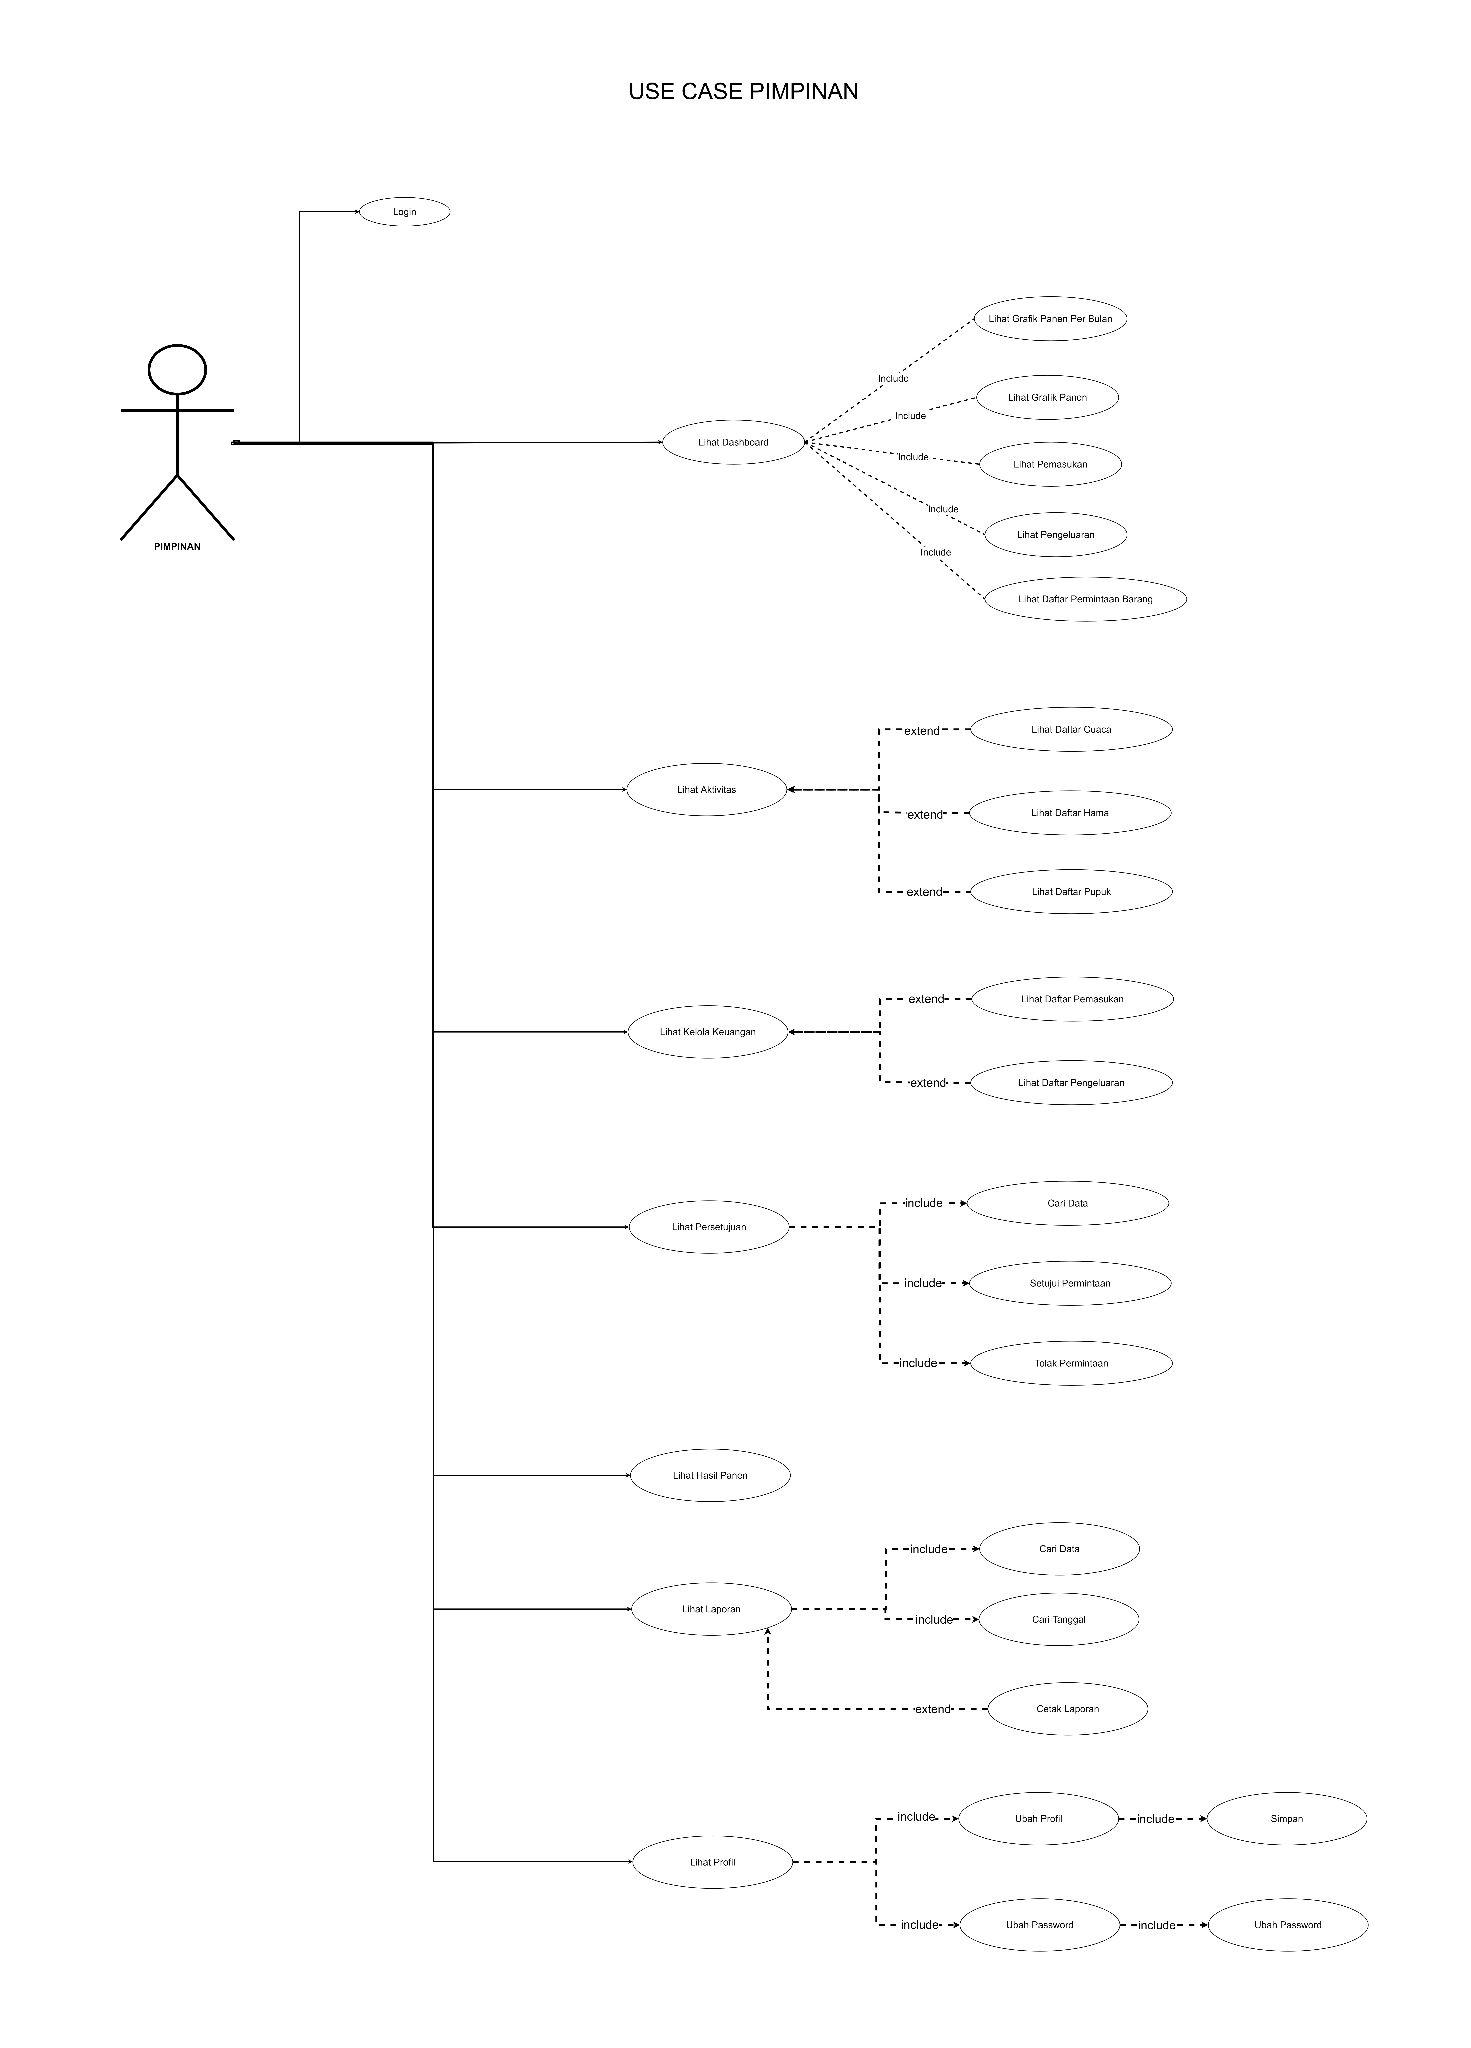 USE CASE PIMPINAN
Login
Lihat Grafik Panen Per Bulan
Include
Lihat Grafik Panen
Include
Lihat Dashboard
Include
Lihat Pemasukan
Include
Lihat Pengeluaran
PIMPINAN
Include
Lihat Daftar Permintaan Barang
extend
Lihat Daftar Cuaca
Lihat Aktivitas
extend
Lihat Daftar Hama
extend
Lihat Daftar Pupuk
extend
Lihat Daftar Pemasukan
Lihat Kelola Keuangan
extend
Lihat Daftar Pengeluaran
include
Cari Data
Lihat Persetujuan
include
Setujui Permintaan
include
Tolak Permintaan
Lihat Hasil Panen
include
Cari Data
Lihat Laporan
include
Cari Tanggal
extend
Cetak Laporan
include
Ubah Profil
include
Simpan
Lihat Profil
include
Ubah Password
include
Ubah Password